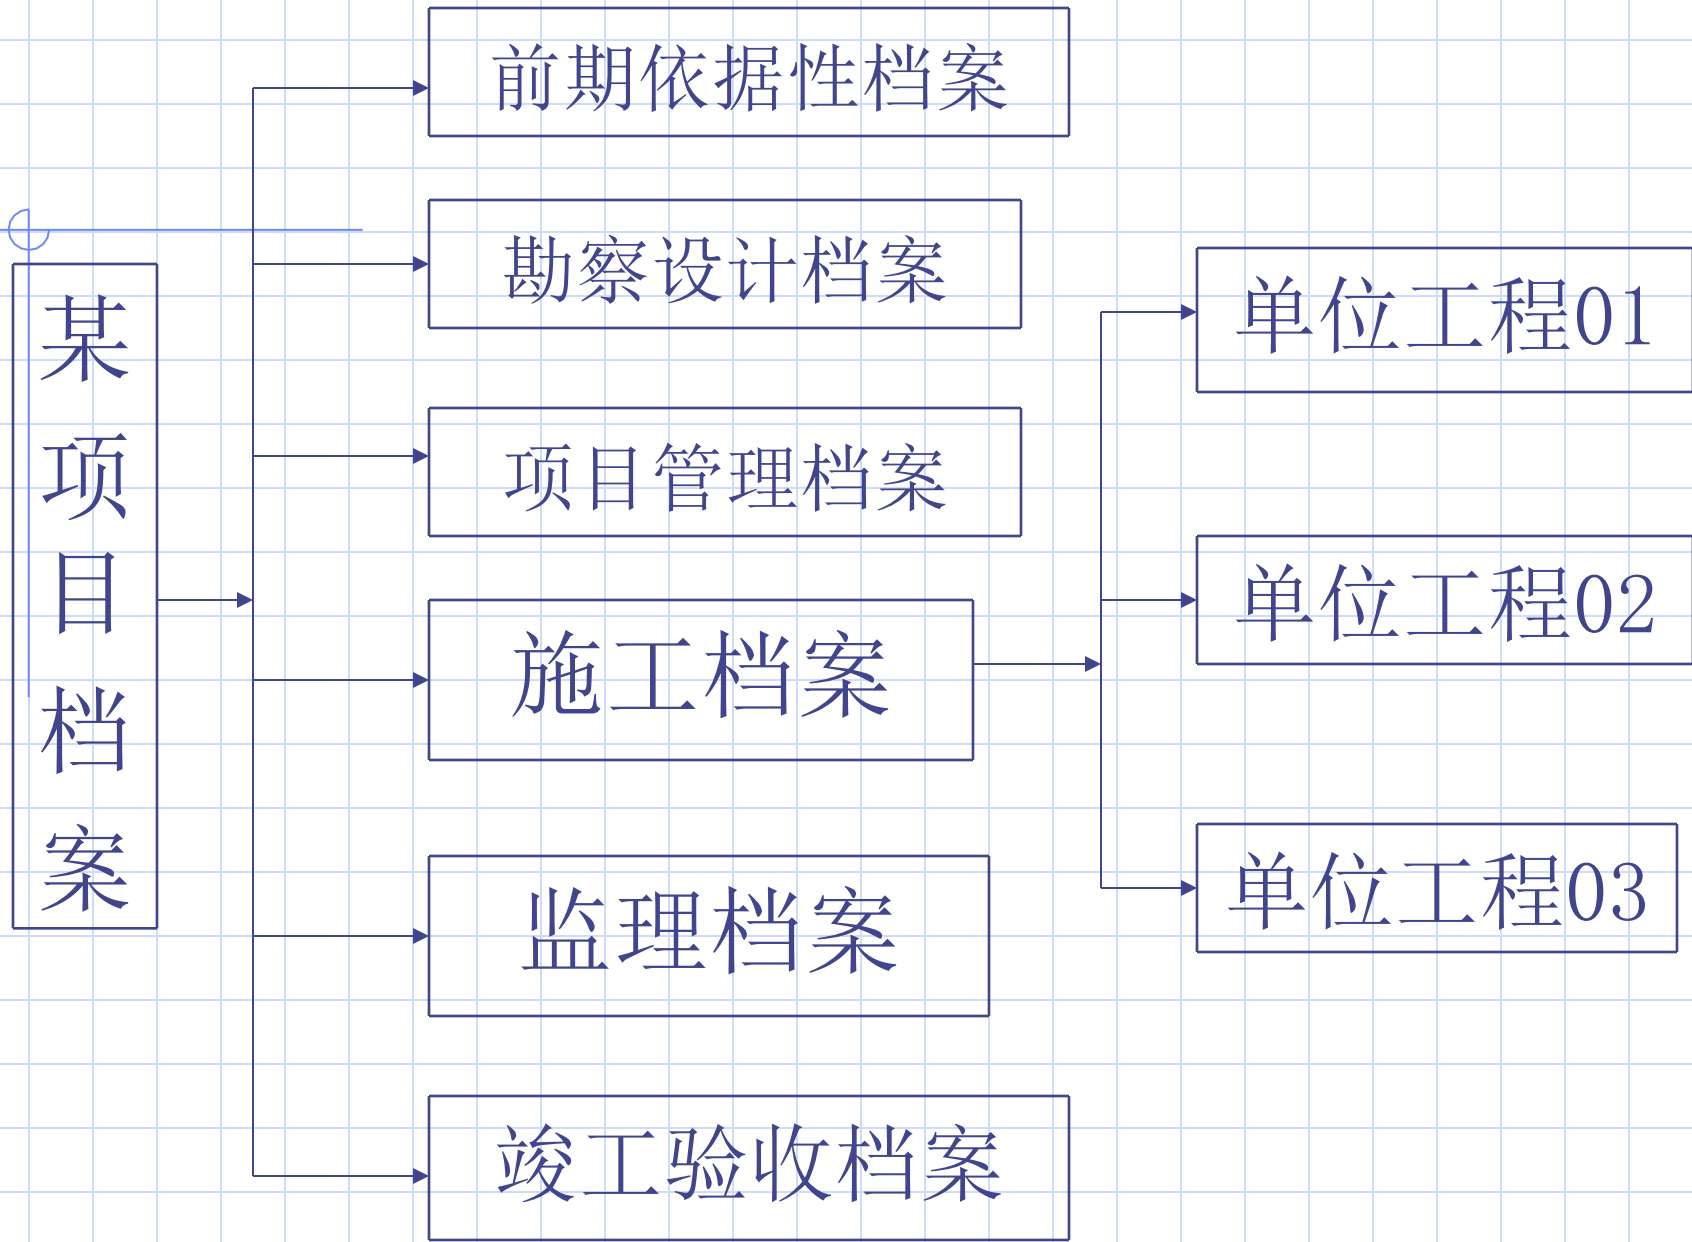 某项目档案
前期依据性档案
勘察设计档案
项目管理档案
施工档案
监理档案
竣工验收档案
单位工程01
单位工程02
单位工程03